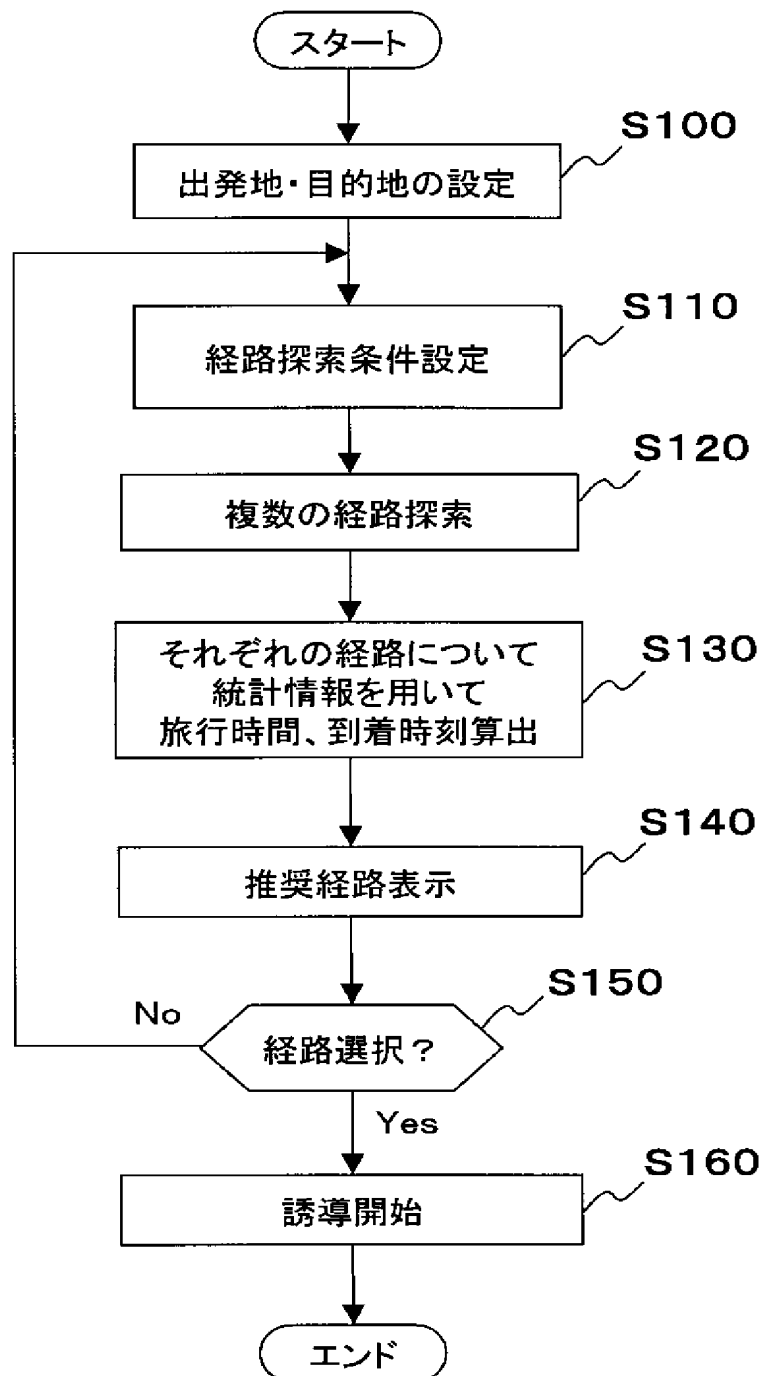 スタート
S100
出発地・目的地の設定
S110
経路探索条件設定
S120
複数の経路探索
S130
それぞれの経路について
統計情報を用いて
旅行時間、到着時刻算出
S140
推奨経路表示
S150
No
経路選択?
Yes
S160
誘導開始
エンド